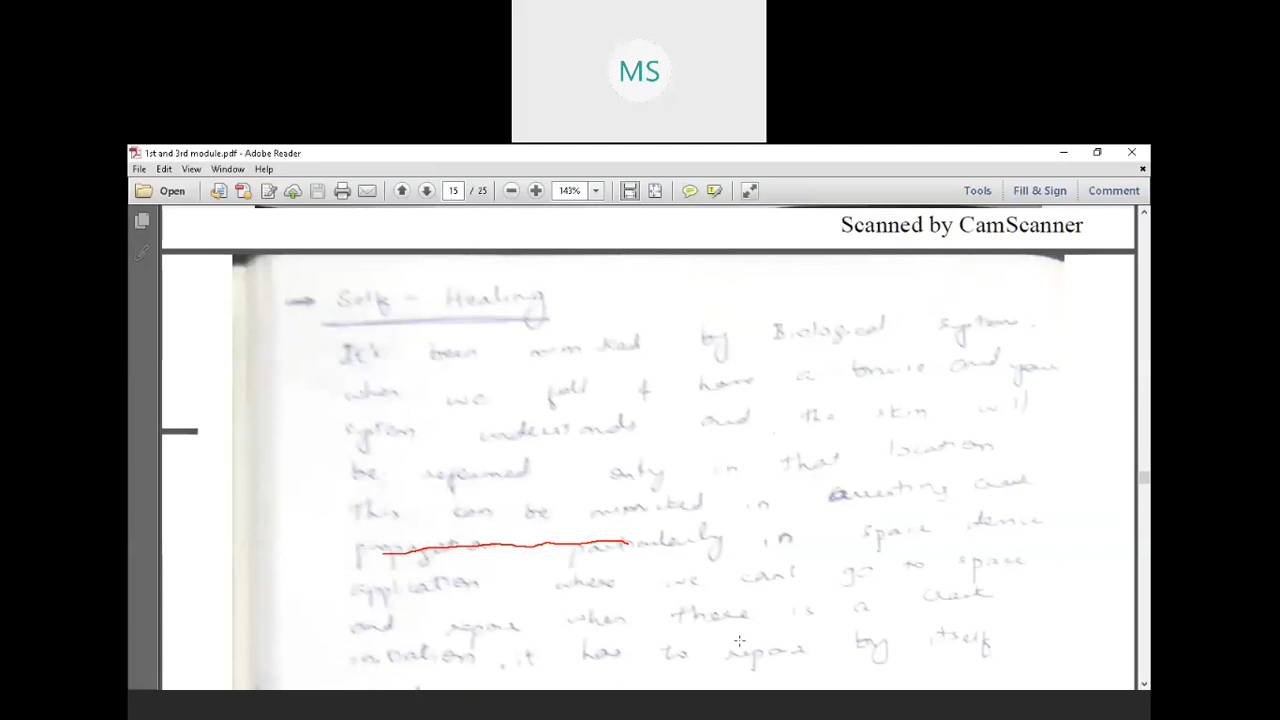 MS
1st and 3rd module.pdf - Adobe Reader
File Edit View Window Help
Open 15 / 25 143% Tools Fill & Sign Comment
Scanned by CamScanner
→ Self - Healing
It's been mimicked by Biological system.
when we fall & have a bruise and you
system understands and the skin will
be repaired only in that location
This can be mimicked in arresting crack
propagation particularly in space
application where we can't go to space
and repair when there is a crack
initiation, it has to repair by itself